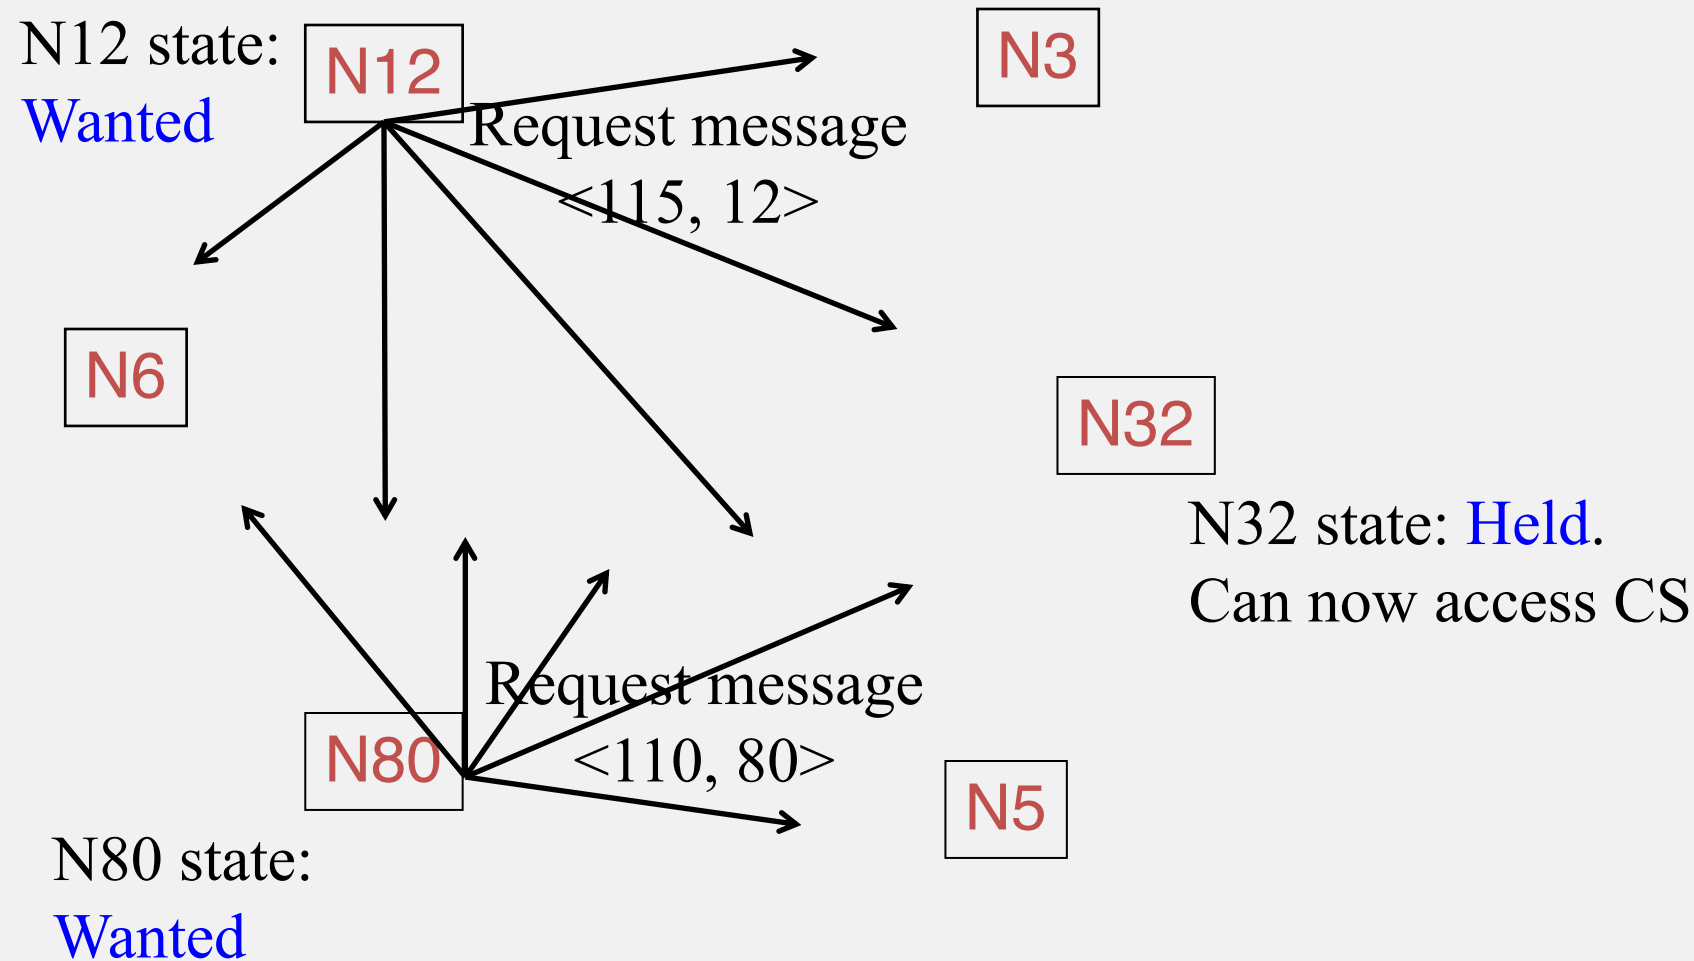 N12 state:
Wanted
N12
N3
Request message
<115, 12>
N6
N32
N32 state: Held.
Can now access CS
Request message
<110, 80>
N80
N5
N80 state:
Wanted